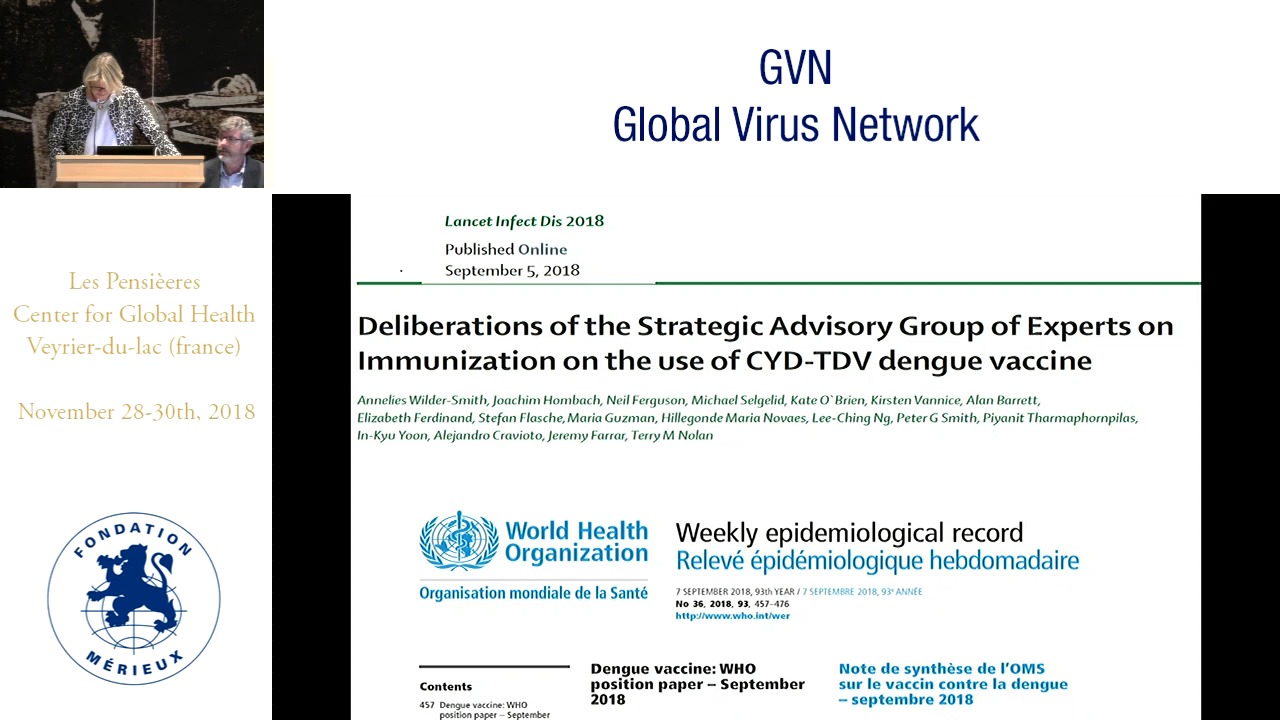 GVN
Global Virus Network
Les Pensièeres
Center for Global Health
Veyrier-du-lac (france)
November 28-30th, 2018
FONDATION
MÉRIEUX
Lancet Infect Dis 2018
Published Online
September 5, 2018
Deliberations of the Strategic Advisory Group of Experts on
Immunization on the use of CYD-TDV dengue vaccine
Annelies Wilder-Smith, Joachim Hombach, Neil Ferguson, Michael Selgelid, Kate O`Brien, Kirsten Vannice, Alan Barrett,
Elizabeth Ferdinand, Stefan Flasche, Maria Guzman, Hillegonde Maria Novaes, Lee-Ching Ng, Peter G Smith, Piyanit Tharmaphornpilas,
In-Kyu Yoon, Alejandro Cravioto, Jeremy Farrar, Terry M Nolan
World Health
Organization
Organisation mondiale de la Santé
Weekly epidemiological record
Relevé épidémiologique hebdomadaire
7 SEPTEMBER 2018, 93th YEAR / 7 SEPTEMBRE 2018, 93e ANNÉE
No 36, 2018, 93, 457–476
http://www.who.int/wer
Contents
457 Dengue vaccine: WHO
position paper – September
Dengue vaccine: WHO
position paper – September
2018
Note de synthèse de l'OMS
sur le vaccin contre la dengue
– septembre 2018